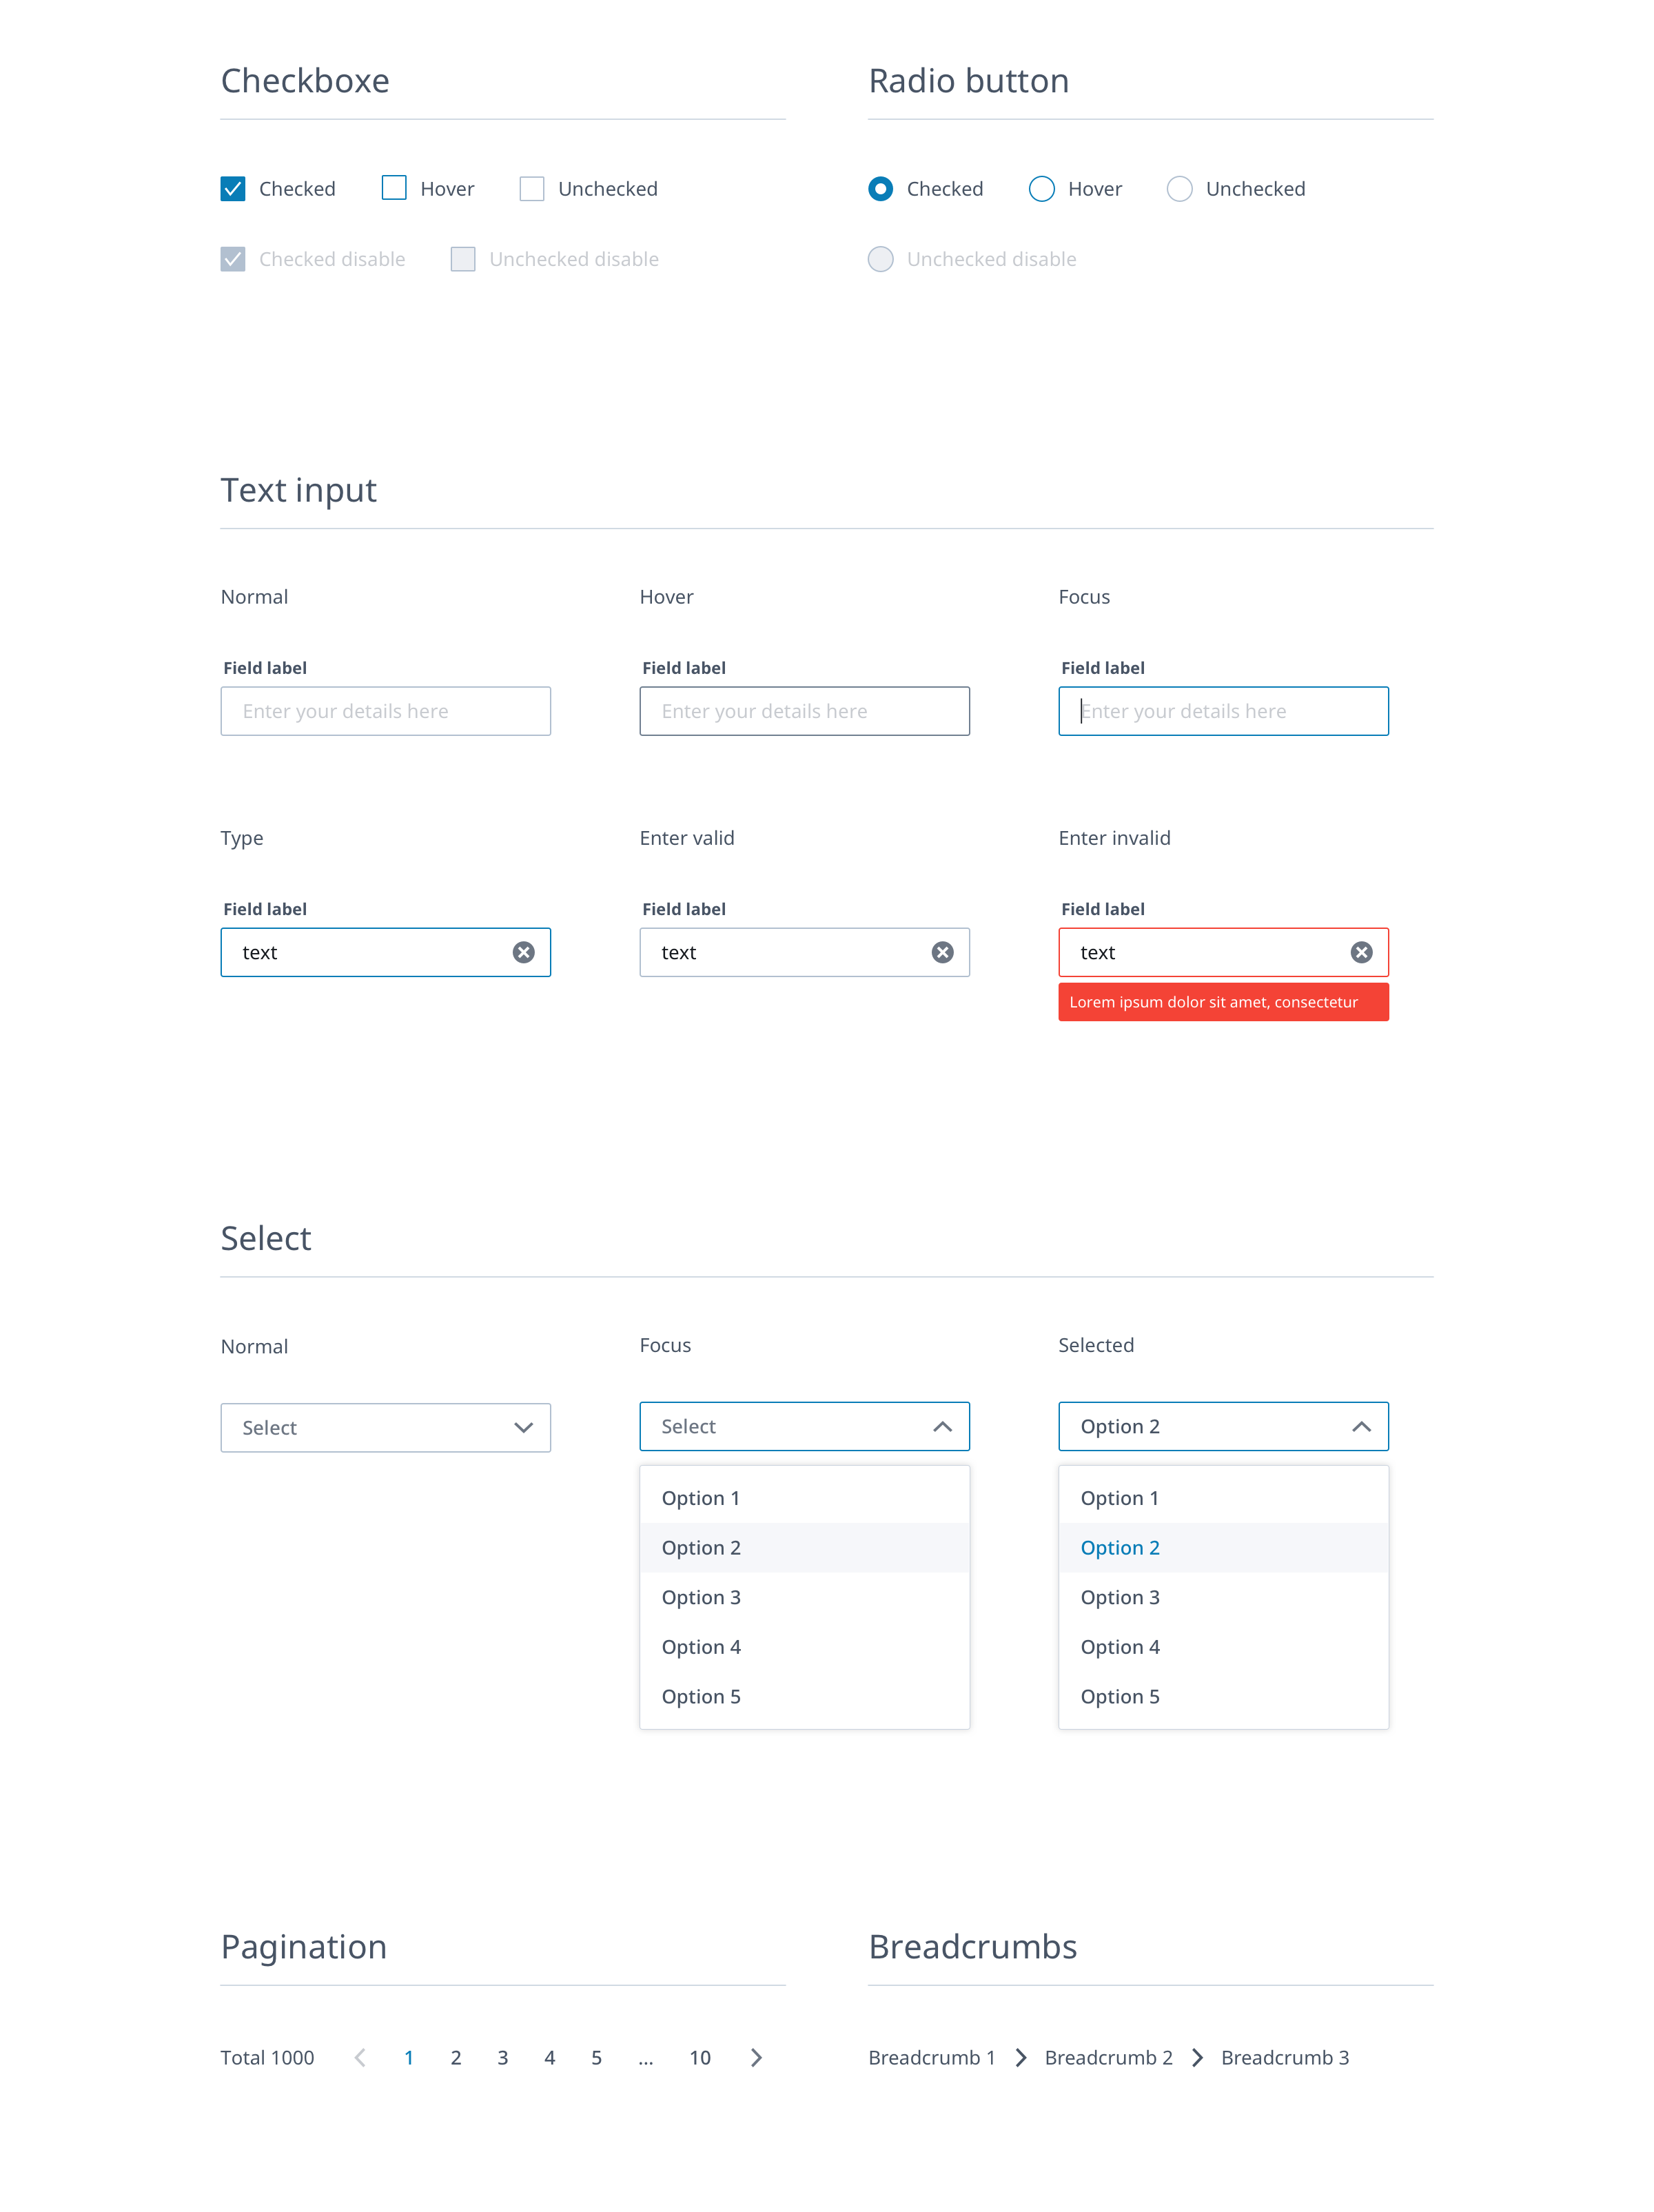 Checkboxe
Radio button
Checked Hover Unchecked
Checked Hover Unchecked
Checked disable Unchecked disable
Unchecked disable
Text input
Normal Hover Focus
Field label Field label Field label
Enter your details here Enter your details here Enter your details here
Type Enter valid Enter invalid
Field label Field label Field label
text text text
Lorem ipsum dolor sit amet, consectetur
Select
Normal Focus Selected
Select Select Option 2
Option 1 Option 1
Option 2 Option 2
Option 3 Option 3
Option 4 Option 4
Option 5 Option 5
Pagination
Breadcrumbs
Total 1000 1 2 3 4 5 ... 10
Breadcrumb 1 Breadcrumb 2 Breadcrumb 3